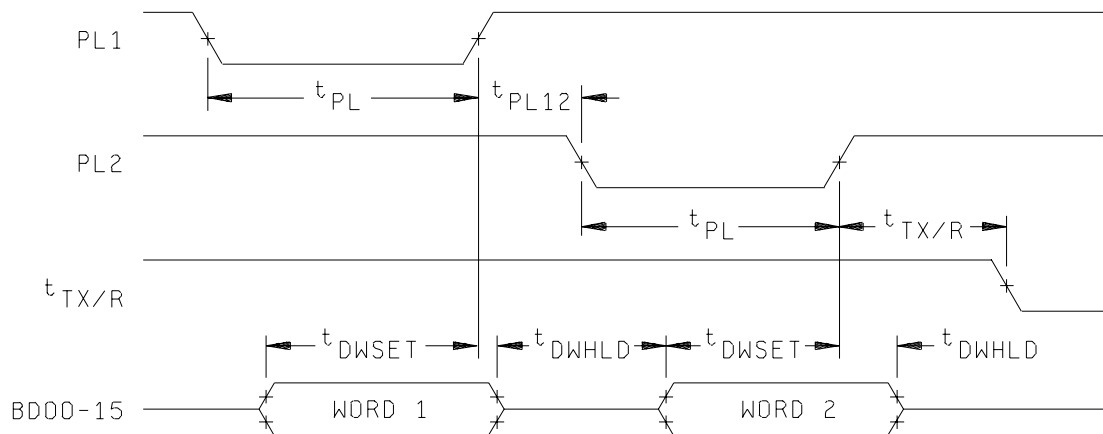 PL1
tPL
tPL12
PL2
tPL
tTX/R
tTX/R
tDWSET
tDWHLD
tDWSET
tDWHLD
BD00-15
WORD 1
WORD 2